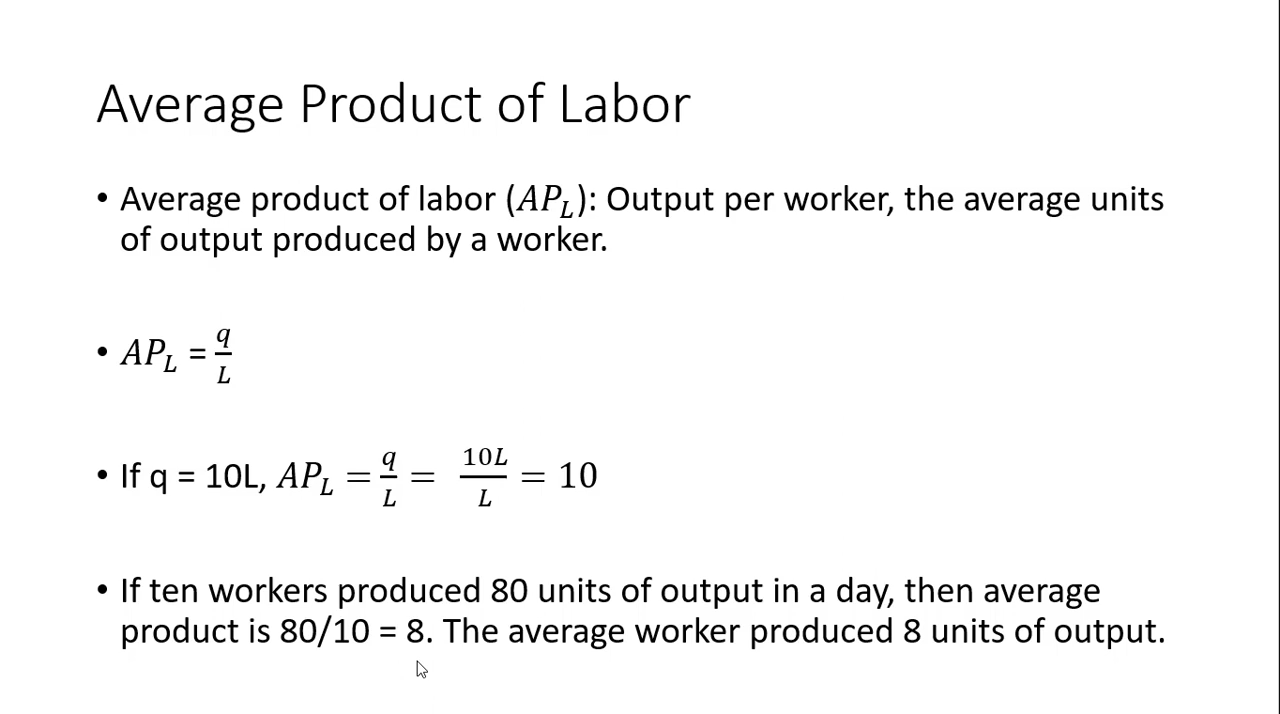 Average Product of Labor
• Average product of labor (𝐴𝑃_𝐿): Output per worker, the average units
of output produced by a worker.
• 𝐴𝑃_𝐿 = 𝑞/𝐿
• If q = 10L, 𝐴𝑃_𝐿 = 𝑞/𝐿 = 10𝐿/𝐿 = 10
• If ten workers produced 80 units of output in a day, then average
product is 80/10 = 8. The average worker produced 8 units of output.